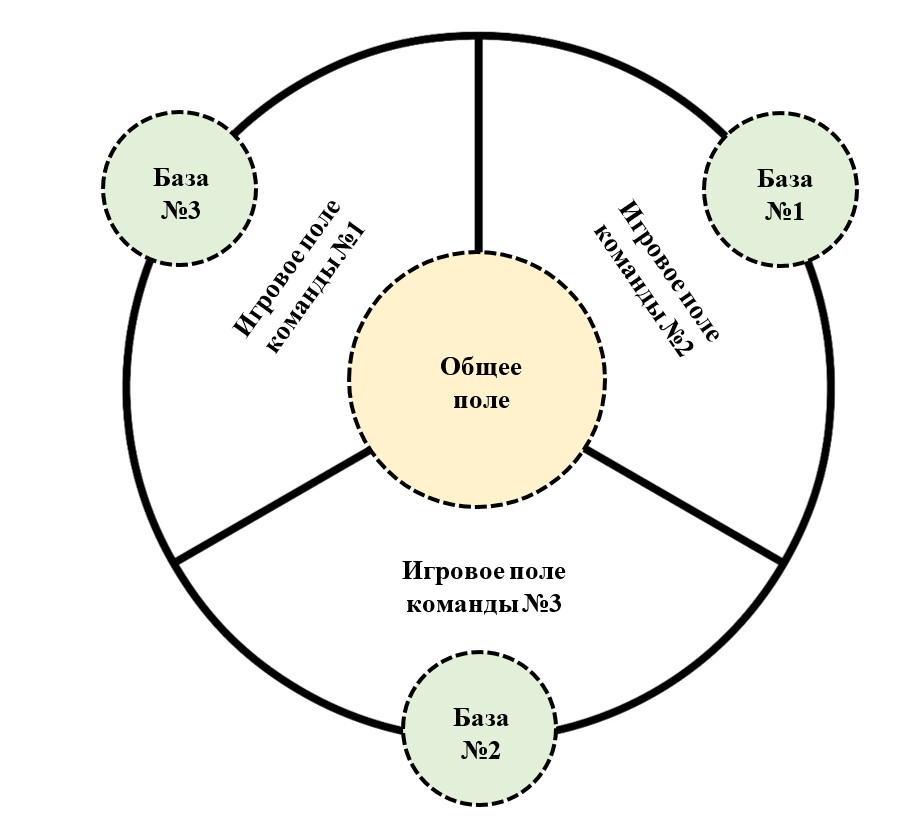 База
№3
База
№1
Игровое поле
команды №1
Игровое поле
команды №2
Общее
поле
Игровое поле
команды №3
База
№2